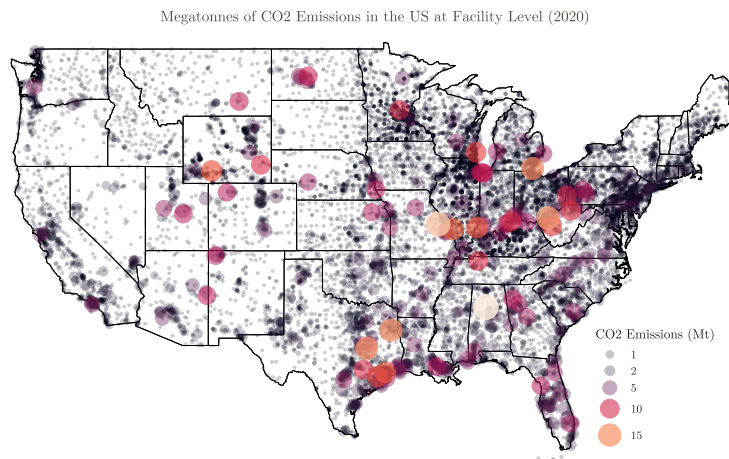 Megatonnes of CO2 Emissions in the US at Facility Level (2020)
CO2 Emissions (Mt)
1
2
5
10
15